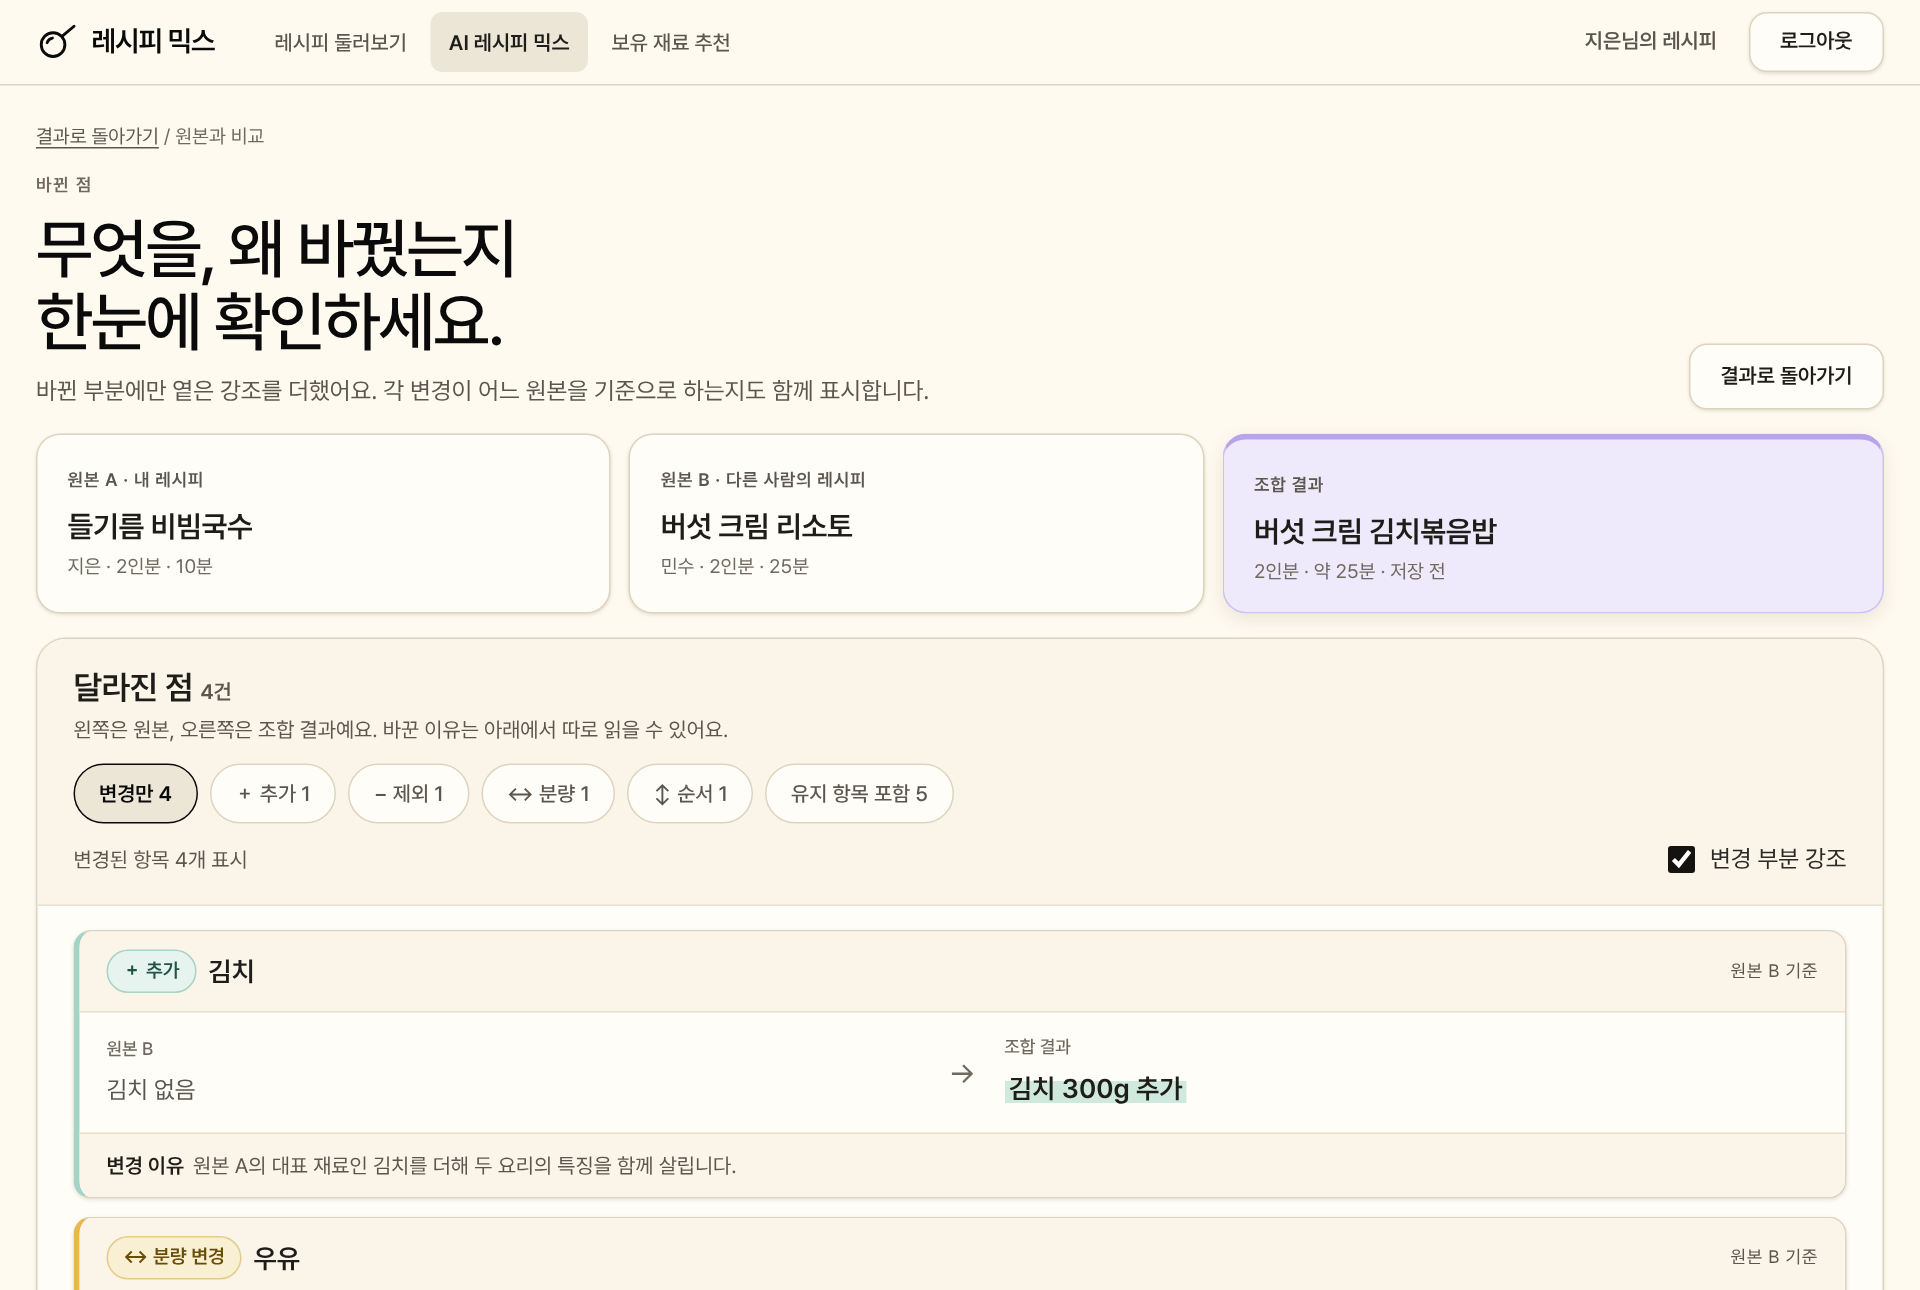 레시피 믹스
레시피 둘러보기
AI 레시피 믹스
보유 재료 추천
지은님의 레시피
로그아웃
결과로 돌아가기 / 원본과 비교
바뀐 점
무엇을, 왜 바꿨는지
한눈에 확인하세요.
바뀐 부분에만 옅은 강조를 더했어요. 각 변경이 어느 원본을 기준으로 하는지도 함께 표시합니다.
결과로 돌아가기
원본 A · 내 레시피
들기름 비빔국수
지은 · 2인분 · 10분
원본 B · 다른 사람의 레시피
버섯 크림 리소토
민수 · 2인분 · 25분
조합 결과
버섯 크림 김치볶음밥
2인분 · 약 25분 · 저장 전
달라진 점 4건
왼쪽은 원본, 오른쪽은 조합 결과예요. 바꾼 이유는 아래에서 따로 읽을 수 있어요.
변경만 4
+ 추가 1
− 제외 1
↔ 분량 1
↕ 순서 1
유지 항목 포함 5
변경된 항목 4개 표시
변경 부분 강조
+ 추가 김치
원본 B 기준
원본 B
김치 없음
→
조합 결과
김치 300g 추가
변경 이유 원본 A의 대표 재료인 김치를 더해 두 요리의 특징을 함께 살립니다.
↔ 분량 변경 우유
원본 B 기준